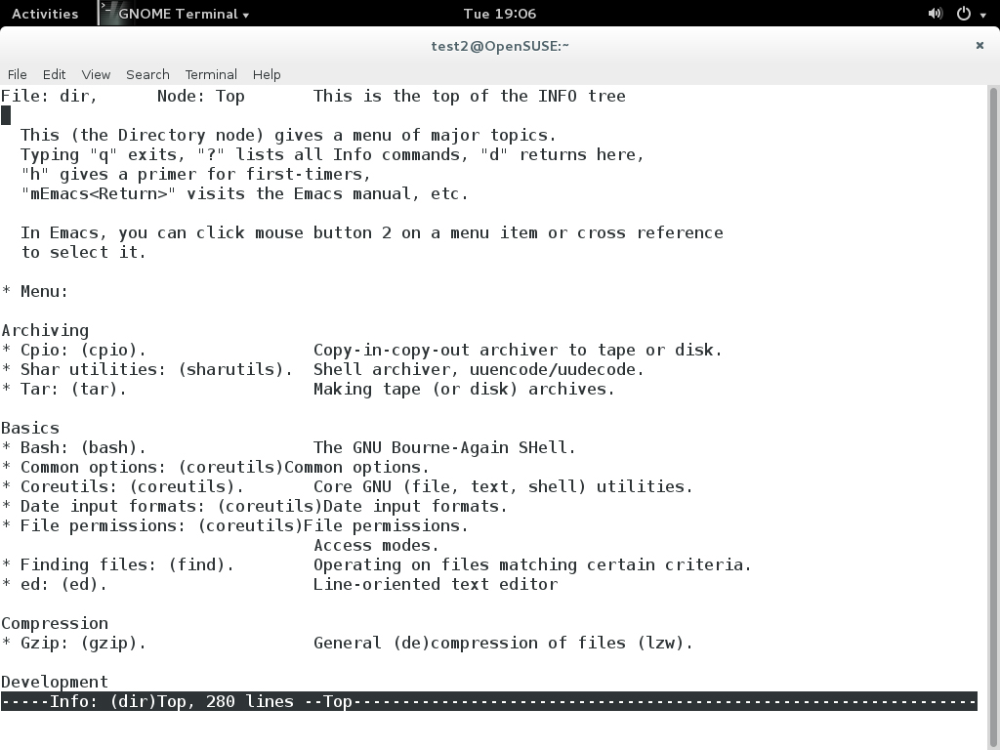 Activities GNOME Terminal Tue 19:06
test2@OpenSUSE:~ ×
File Edit View Search Terminal Help
File: dir,      Node: Top       This is the top of the INFO tree

  This (the Directory node) gives a menu of major topics.
  Typing "q" exits, "?" lists all Info commands, "d" returns here,
  "h" gives a primer for first-timers,
  "mEmacs<Return>" visits the Emacs manual, etc.

  In Emacs, you can click mouse button 2 on a menu item or cross reference
  to select it.

* Menu:

Archiving
* Cpio: (cpio).                 Copy-in-copy-out archiver to tape or disk.
* Shar utilities: (sharutils).  Shell archiver, uuencode/uudecode.
* Tar: (tar).                   Making tape (or disk) archives.

Basics
* Bash: (bash).                 The GNU Bourne-Again SHell.
* Common options: (coreutils)Common options.
* Coreutils: (coreutils).       Core GNU (file, text, shell) utilities.
* Date input formats: (coreutils)Date input formats.
* File permissions: (coreutils)File permissions.
                                Access modes.
* Finding files: (find).        Operating on files matching certain criteria.
* ed: (ed).                     Line-oriented text editor

Compression
* Gzip: (gzip).                 General (de)compression of files (lzw).

Development
-----Info: (dir)Top, 280 lines --Top----------------------------------------------------------------